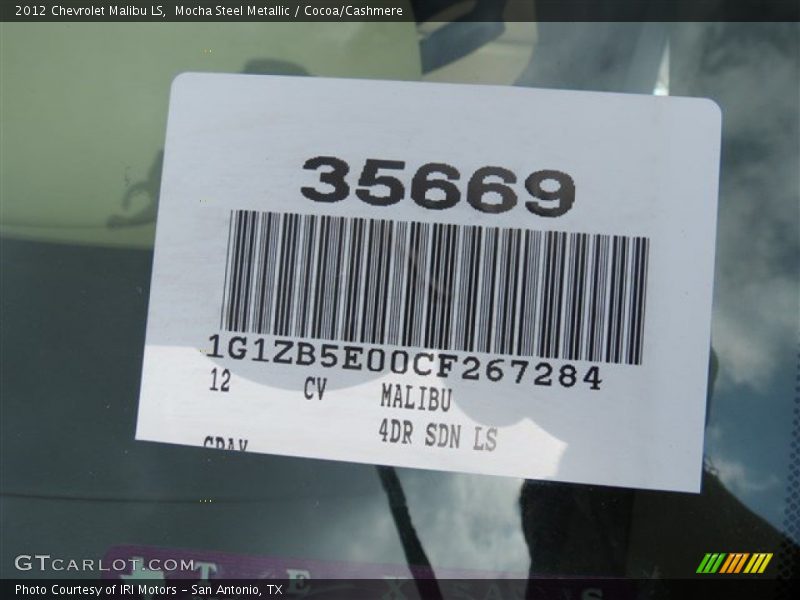 2012 Chevrolet Malibu LS, Mocha Steel Metallic / Cocoa/Cashmere
35669
1G1ZB5E00CF267284
12 CV MALIBU
4DR SDN LS
GRAY
GTCARLOT.COM
T E X A S
Photo Courtesy of IRI Motors - San Antonio, TX